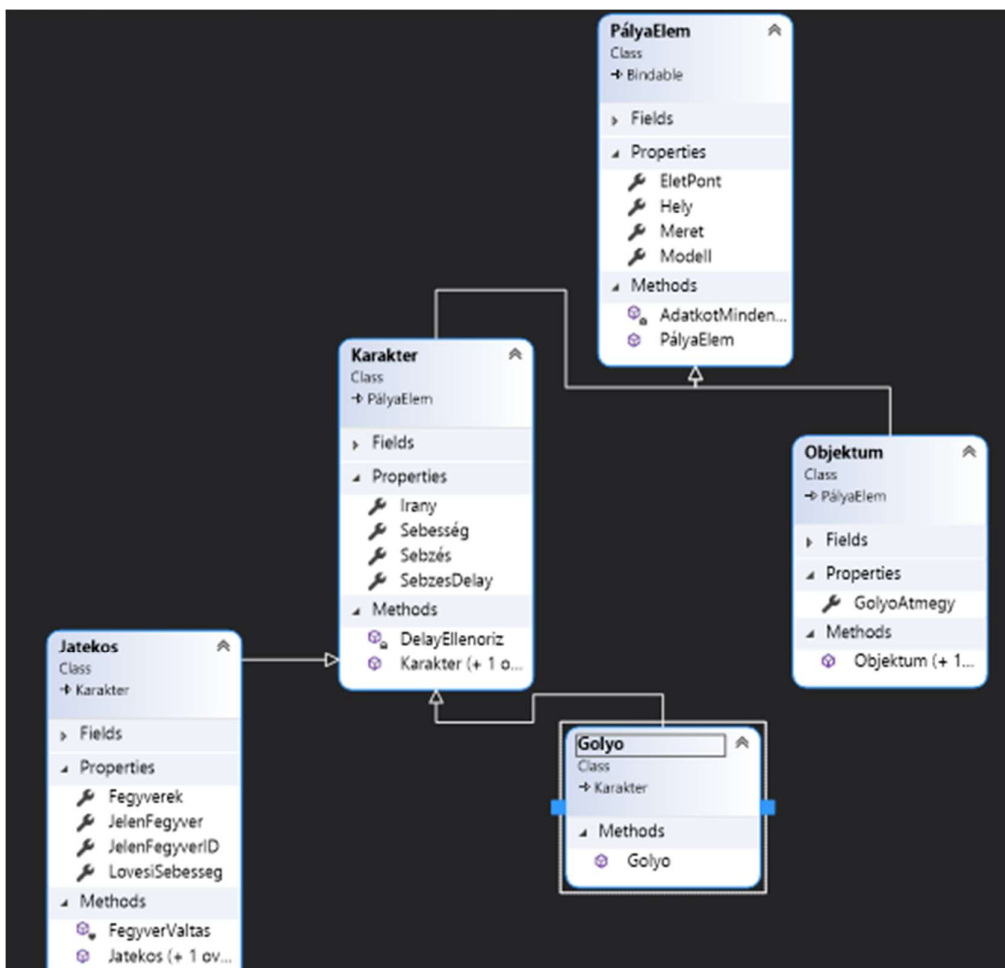 PályaElem
Class
Bindable
Fields
Properties
EletPont
Hely
Meret
Modell
Methods
AdatkotMinden...
PályaElem
Karakter
Class
PályaElem
Fields
Properties
Irany
Sebesség
Sebzés
SebzesDelay
Methods
DelayEllenoriz
Karakter (+ 1 o...
Objektum
Class
PályaElem
Fields
Properties
GolyoAtmegy
Methods
Objektum (+ 1...
Jatekos
Class
Karakter
Fields
Properties
Fegyverek
JelenFegyver
JelenFegyverID
LovesiSebesseg
Methods
FegyverValtas
Jatekos (+ 1 ov...
Golyo
Class
Karakter
Methods
Golyo